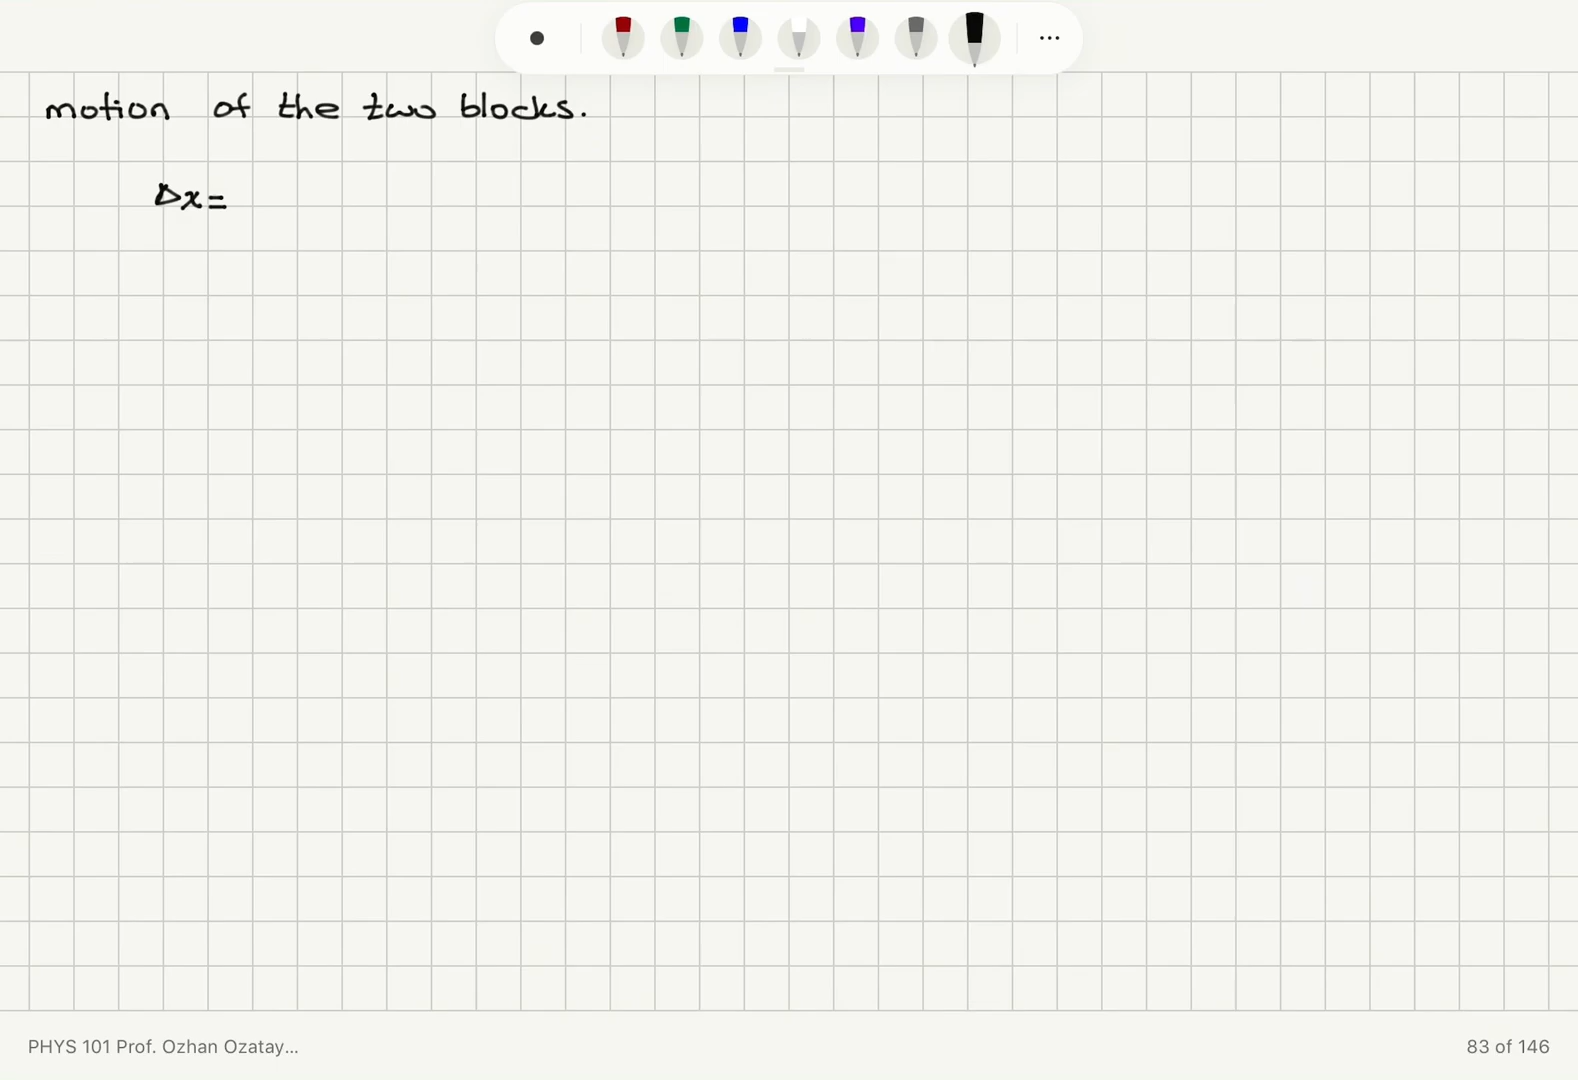 motion of the two blocks.
Δx=
PHYS 101 Prof. Ozhan Ozatay...
83 of 146